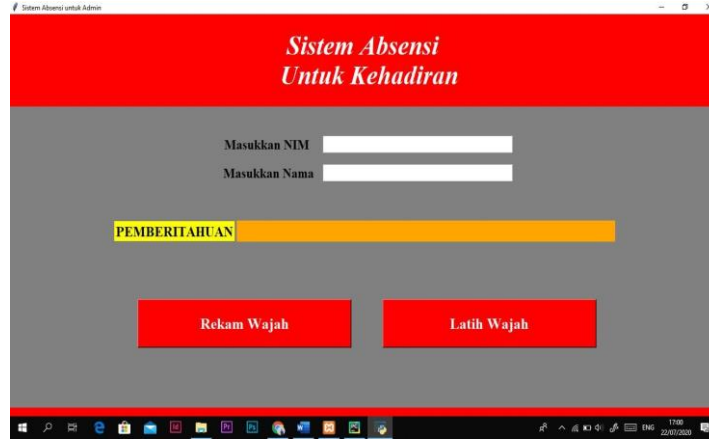 Sistem Absensi untuk Admin
Sistem Absensi
Untuk Kehadiran
Masukkan NIM
Masukkan Nama
PEMBERITAHUAN
Rekam Wajah
Latih Wajah
ENG
17:00
22/07/2020